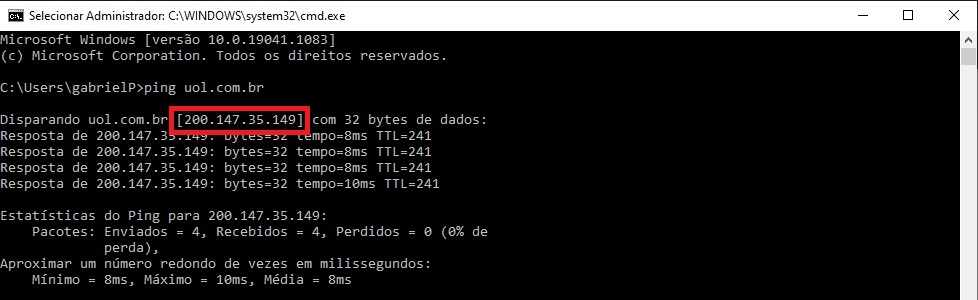 Selecionar Administrador: C:\WINDOWS\system32\cmd.exe
Microsoft Windows [versão 10.0.19041.1083]
(c) Microsoft Corporation. Todos os direitos reservados.
C:\Users\gabrielP>ping uol.com.br
Disparando uol.com.br [200.147.35.149] com 32 bytes de dados:
Resposta de 200.147.35.149: bytes=32 tempo=8ms TTL=241
Resposta de 200.147.35.149: bytes=32 tempo=8ms TTL=241
Resposta de 200.147.35.149: bytes=32 tempo=8ms TTL=241
Resposta de 200.147.35.149: bytes=32 tempo=10ms TTL=241
Estatísticas do Ping para 200.147.35.149:
Pacotes: Enviados = 4, Recebidos = 4, Perdidos = 0 (0% de
perda),
Aproximar um número redondo de vezes em milissegundos:
Mínimo = 8ms, Máximo = 10ms, Média = 8ms